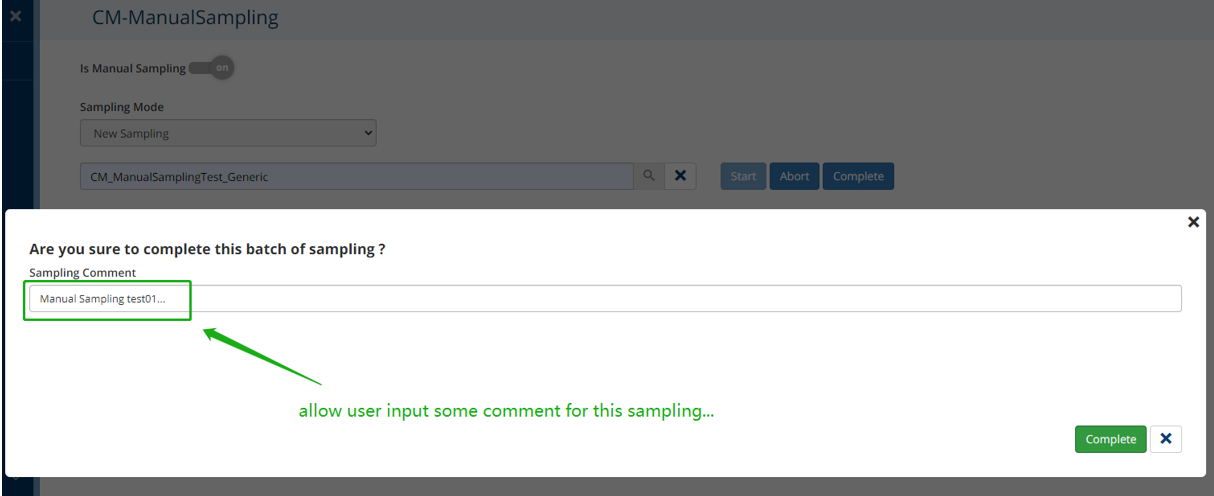 CM-ManualSampling
Is Manual Sampling on
Sampling Mode
New Sampling
CM_ManualSamplingTest_Generic
Start Abort Complete
Are you sure to complete this batch of sampling ?
Sampling Comment
Manual Sampling test01...
allow user input some comment for this sampling...
Complete